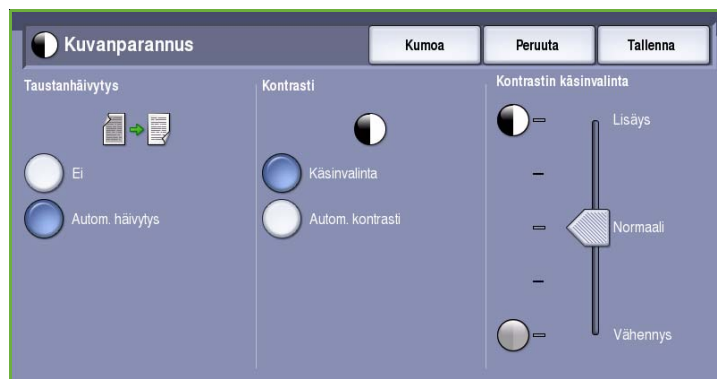 Kuvanparannus
Kumoa
Peruuta
Tallenna
Taustanhäivytys
Ei
Autom. häivytys
Kontrasti
Käsinvalinta
Autom. kontrasti
Kontrastin käsinvalinta
Lisäys
Normaali
Vähennys